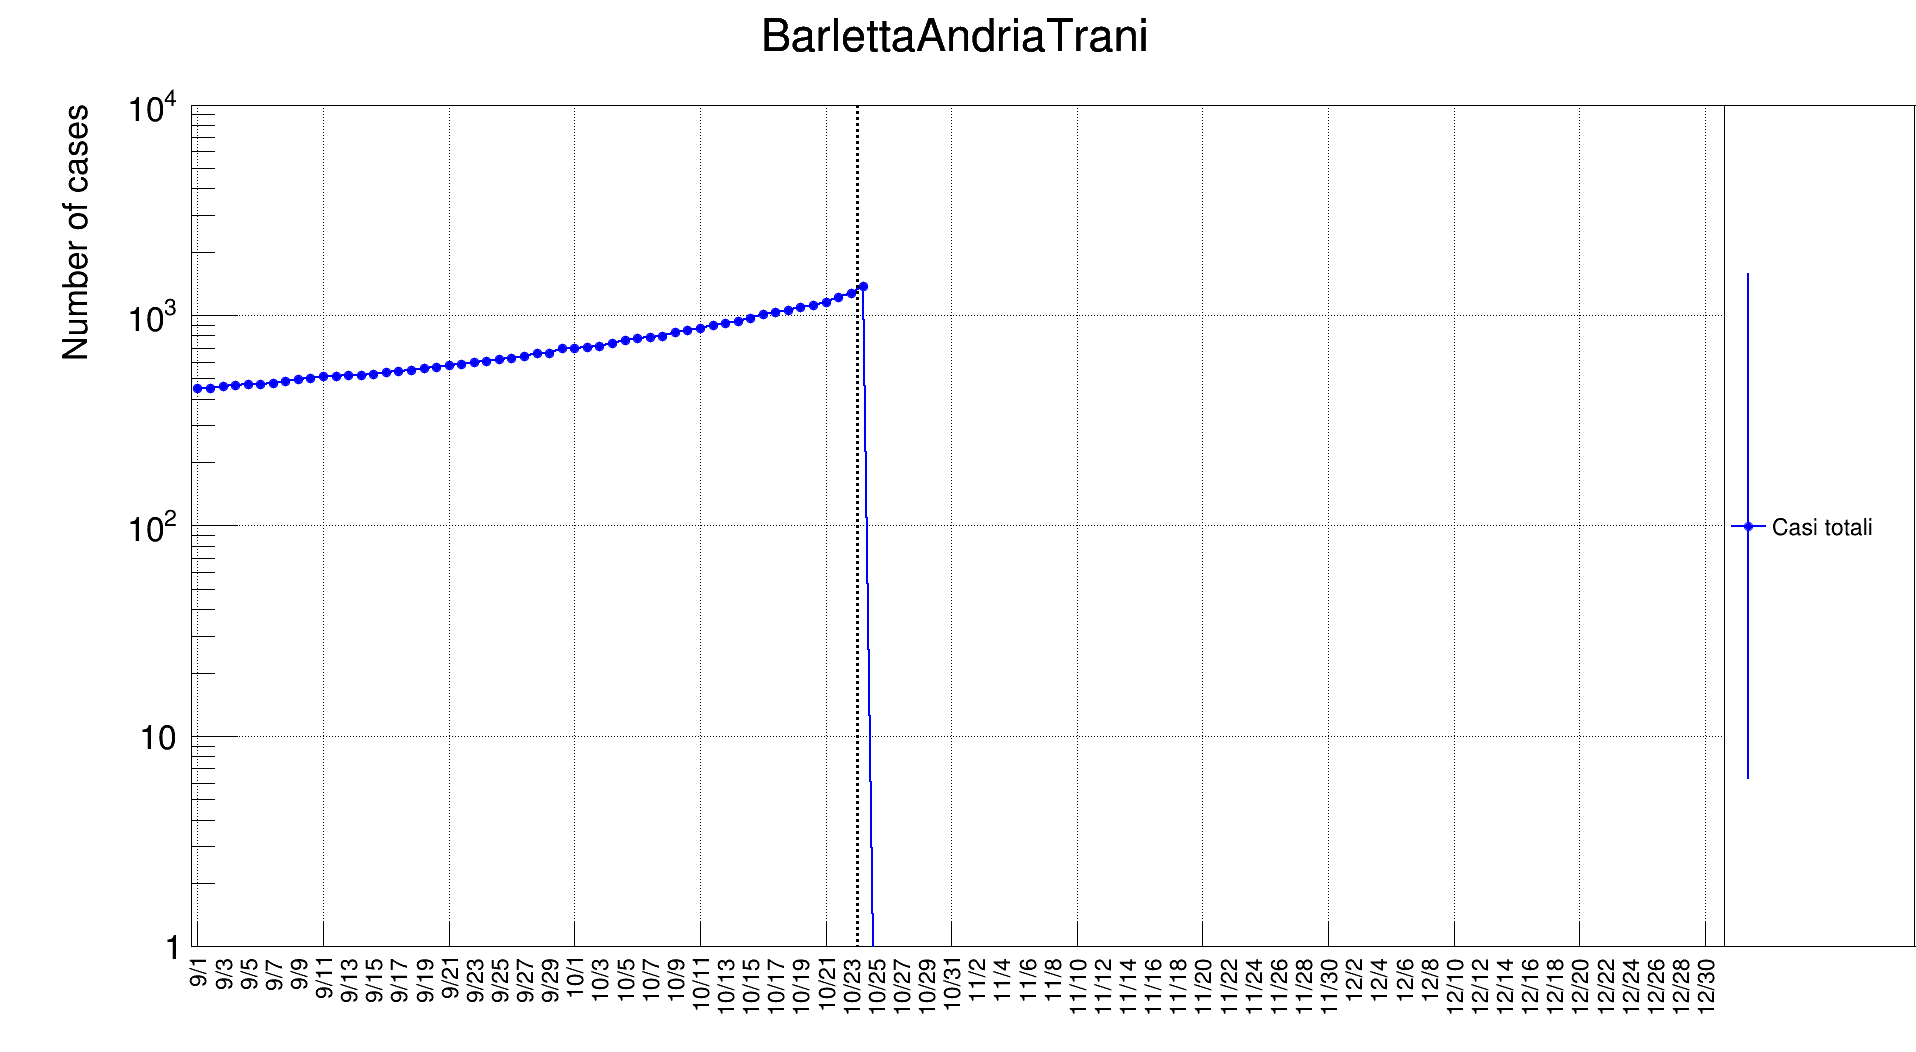 BarlettaAndriaTrani
Number of cases
10⁴
10³
10²
10
1
9/1 9/3 9/5 9/7 9/9 9/11 9/13 9/15 9/17 9/19 9/21 9/23 9/25 9/27 9/29 10/1 10/3 10/5 10/7 10/9 10/11 10/13 10/15 10/17 10/19 10/21 10/23 10/25 10/27 10/29 10/31 11/2 11/4 11/6 11/8 11/10 11/12 11/14 11/16 11/18 11/20 11/22 11/24 11/26 11/28 11/30 12/2 12/4 12/6 12/8 12/10 12/12 12/14 12/16 12/18 12/20 12/22 12/24 12/26 12/28 12/30
Casi totali